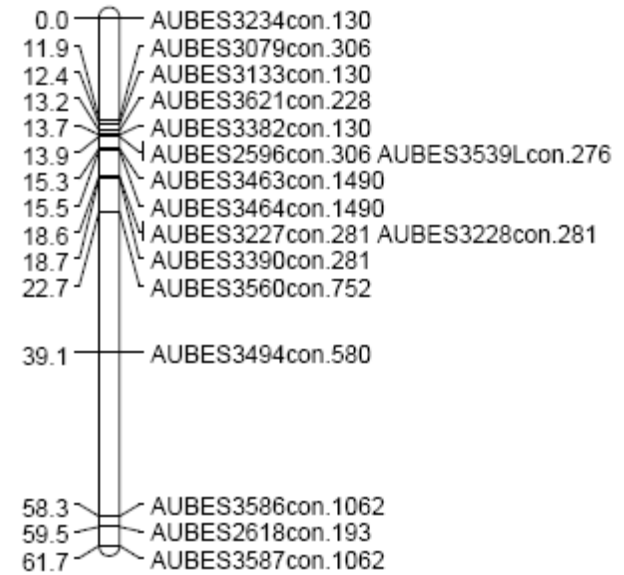 0.0 AUBES3234con.130
11.9 AUBES3079con.306
12.4 AUBES3133con.130
13.2 AUBES3621con.228
13.7 AUBES3382con.130
13.9 AUBES2596con.306 AUBES3539Lcon.276
15.3 AUBES3463con.1490
15.5 AUBES3464con.1490
18.6 AUBES3227con.281 AUBES3228con.281
18.7 AUBES3390con.281
22.7 AUBES3560con.752
39.1 AUBES3494con.580
58.3 AUBES3586con.1062
59.5 AUBES2618con.193
61.7 AUBES3587con.1062